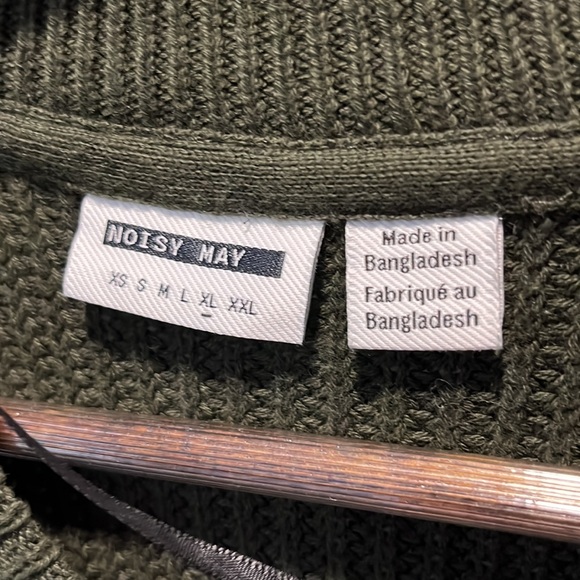 NOISY MAY
XS S M L XL XXL
Made in
Bangladesh
Fabriqué au
Bangladesh